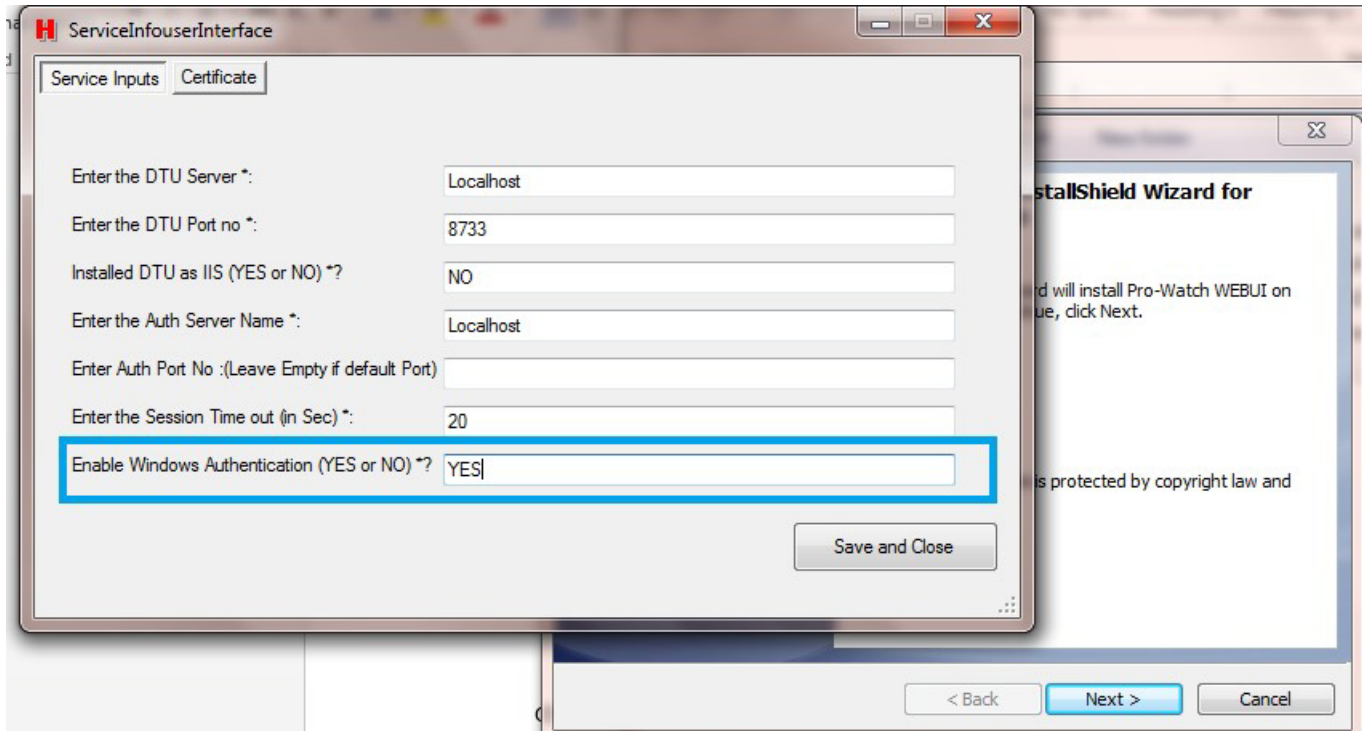 H ServiceInfouserInterface
Service Inputs Certificate
Enter the DTU Server *: Localhost
Enter the DTU Port no *: 8733
Installed DTU as IIS (YES or NO) *? NO
Enter the Auth Server Name *: Localhost
Enter Auth Port No :(Leave Empty if default Port)
Enter the Session Time out (in Sec) *: 20
Enable Windows Authentication (YES or NO) *? YES
Save and Close
New folder
stallShield Wizard for
rd will install Pro-Watch WEBUI on
ue, click Next.
is protected by copyright law and
< Back Next > Cancel